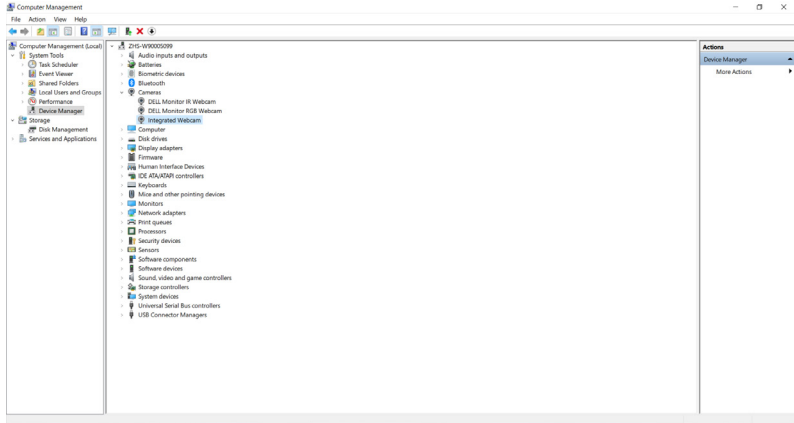 Computer Management
File Action View Help
Computer Management (Local)
System Tools
Task Scheduler
Event Viewer
Shared Folders
Local Users and Groups
Performance
Device Manager
Storage
Disk Management
Services and Applications
ZHS-W90005099
Audio inputs and outputs
Batteries
Biometric devices
Bluetooth
Cameras
DELL Monitor IR Webcam
DELL Monitor RGB Webcam
Integrated Webcam
Computer
Disk drives
Display adapters
Firmware
Human Interface Devices
IDE ATA/ATAPI controllers
Keyboards
Mice and other pointing devices
Monitors
Network adapters
Print queues
Processors
Security devices
Sensors
Software components
Software devices
Sound, video and game controllers
Storage controllers
System devices
Universal Serial Bus controllers
USB Connector Managers
Actions
Device Manager
More Actions